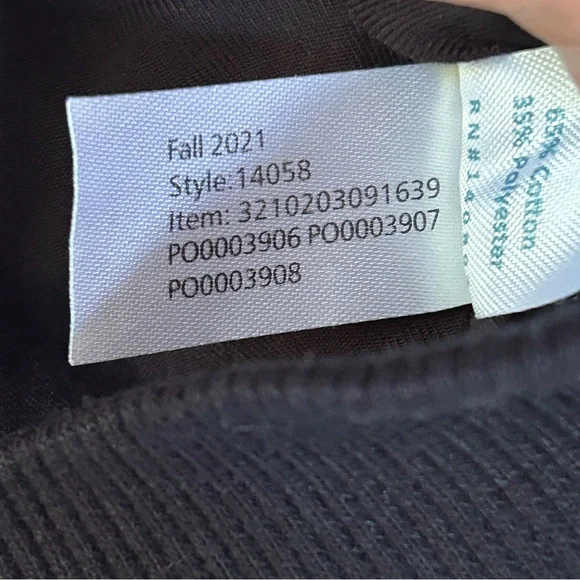 Fall 2021
Style:14058
Item: 3210203091639
PO0003906 PO0003907
PO0003908
65% Cotton
35% Polyester